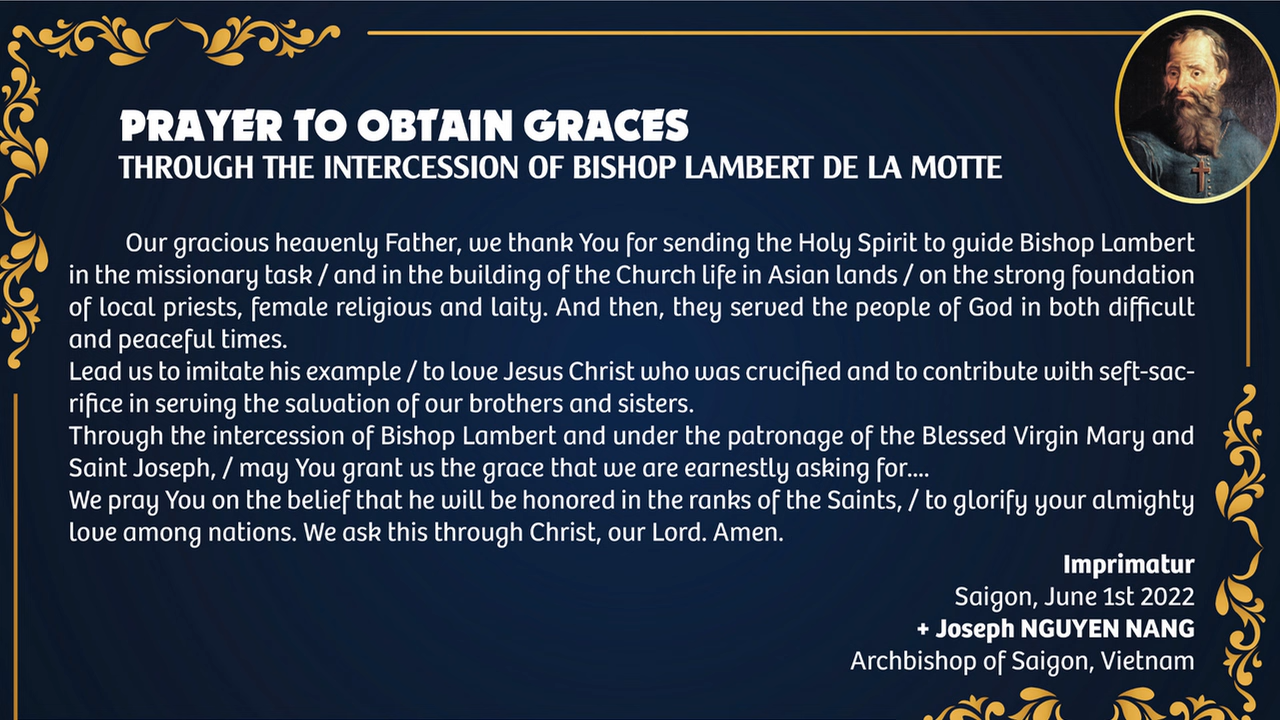 PRAYER TO OBTAIN GRACES
THROUGH THE INTERCESSION OF BISHOP LAMBERT DE LA MOTTE
Our gracious heavenly Father, we thank You for sending the Holy Spirit to guide Bishop Lambert
in the missionary task / and in the building of the Church life in Asian lands / on the strong foundation
of local priests, female religious and laity. And then, they served the people of God in both difficult
and peaceful times.
Lead us to imitate his example / to love Jesus Christ who was crucified and to contribute with seft-sac-
rifice in serving the salvation of our brothers and sisters.
Through the intercession of Bishop Lambert and under the patronage of the Blessed Virgin Mary and
Saint Joseph, / may You grant us the grace that we are earnestly asking for....
We pray You on the belief that he will be honored in the ranks of the Saints, / to glorify your almighty
love among nations. We ask this through Christ, our Lord. Amen.
Imprimatur
Saigon, June 1st 2022
+ Joseph NGUYEN NANG
Archbishop of Saigon, Vietnam